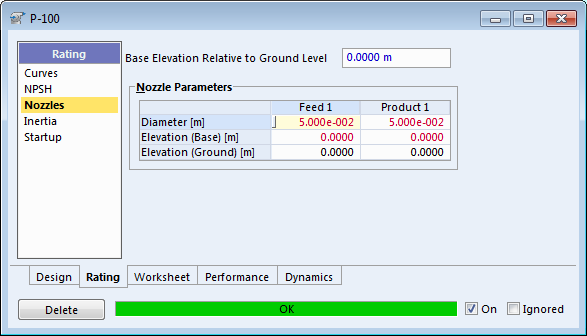 P-100
Rating
Curves
NPSH
Nozzles
Inertia
Startup
Base Elevation Relative to Ground Level 0.0000 m
Nozzle Parameters
Feed 1 Product 1
Diameter [m] 5.000e-002 5.000e-002
Elevation (Base) [m] 0.0000 0.0000
Elevation (Ground) [m] 0.0000 0.0000
Design Rating Worksheet Performance Dynamics
Delete OK On Ignored